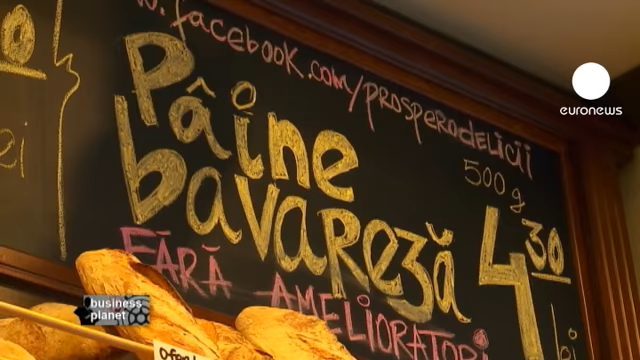 w.facebook.com/prosperodelicii
Pâine
500 g
bavareză
4 30
lei
FĂRĂ AMELIORATORI
euronews
business
planet